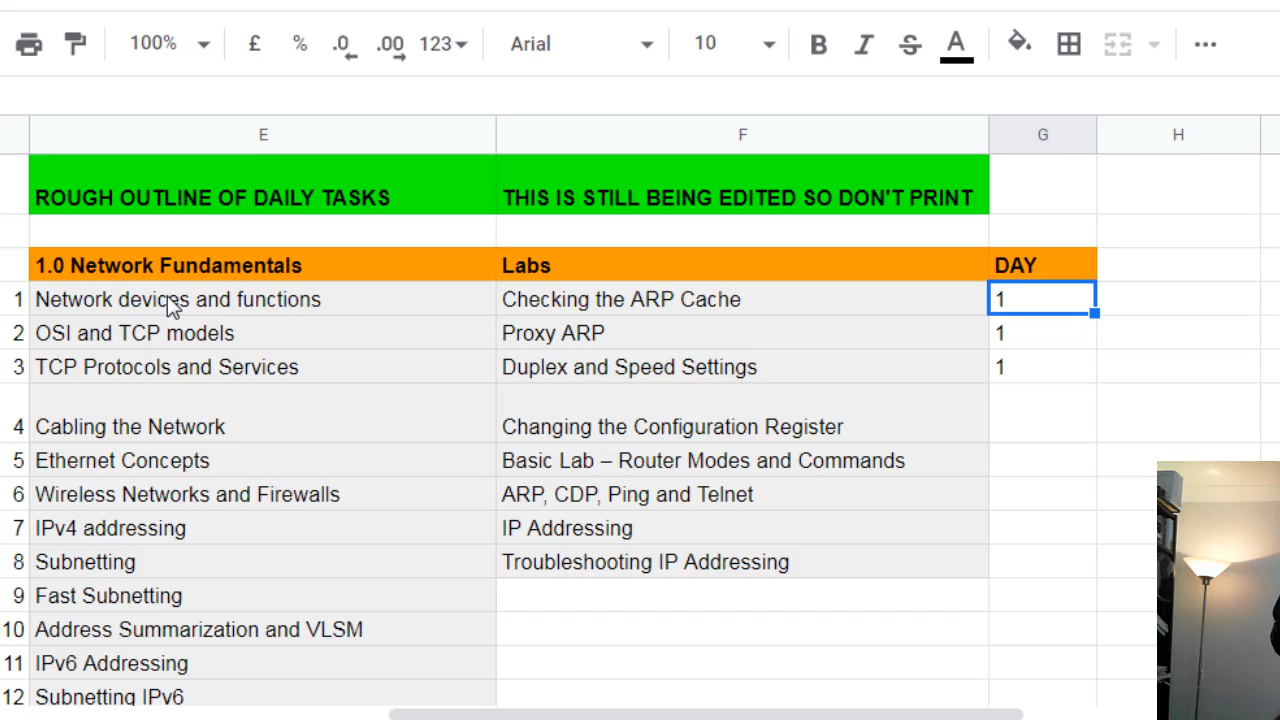 100% £ % .0 .00 123 Arial 10 B I S A
E F G H
ROUGH OUTLINE OF DAILY TASKS THIS IS STILL BEING EDITED SO DON'T PRINT
1.0 Network Fundamentals Labs DAY
1 Network devices and functions Checking the ARP Cache 1
2 OSI and TCP models Proxy ARP 1
3 TCP Protocols and Services Duplex and Speed Settings 1
4 Cabling the Network Changing the Configuration Register
5 Ethernet Concepts Basic Lab – Router Modes and Commands
6 Wireless Networks and Firewalls ARP, CDP, Ping and Telnet
7 IPv4 addressing IP Addressing
8 Subnetting Troubleshooting IP Addressing
9 Fast Subnetting
10 Address Summarization and VLSM
11 IPv6 Addressing
12 Subnetting IPv6